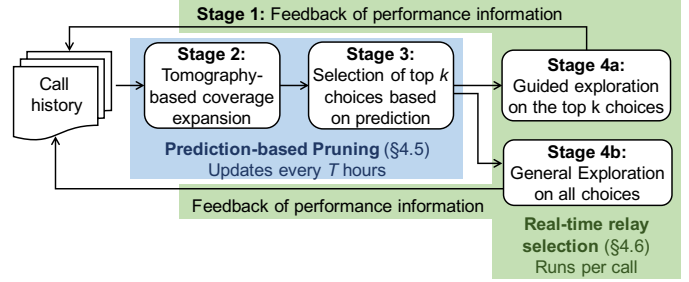 Stage 1: Feedback of performance information
Call
history
Stage 2:
Tomography-
based coverage
expansion
Stage 3:
Selection of top k
choices based
on prediction
Stage 4a:
Guided exploration
on the top k choices
Prediction-based Pruning (§4.5)
Updates every T hours
Stage 4b:
General Exploration
on all choices
Feedback of performance information
Real-time relay
selection (§4.6)
Runs per call